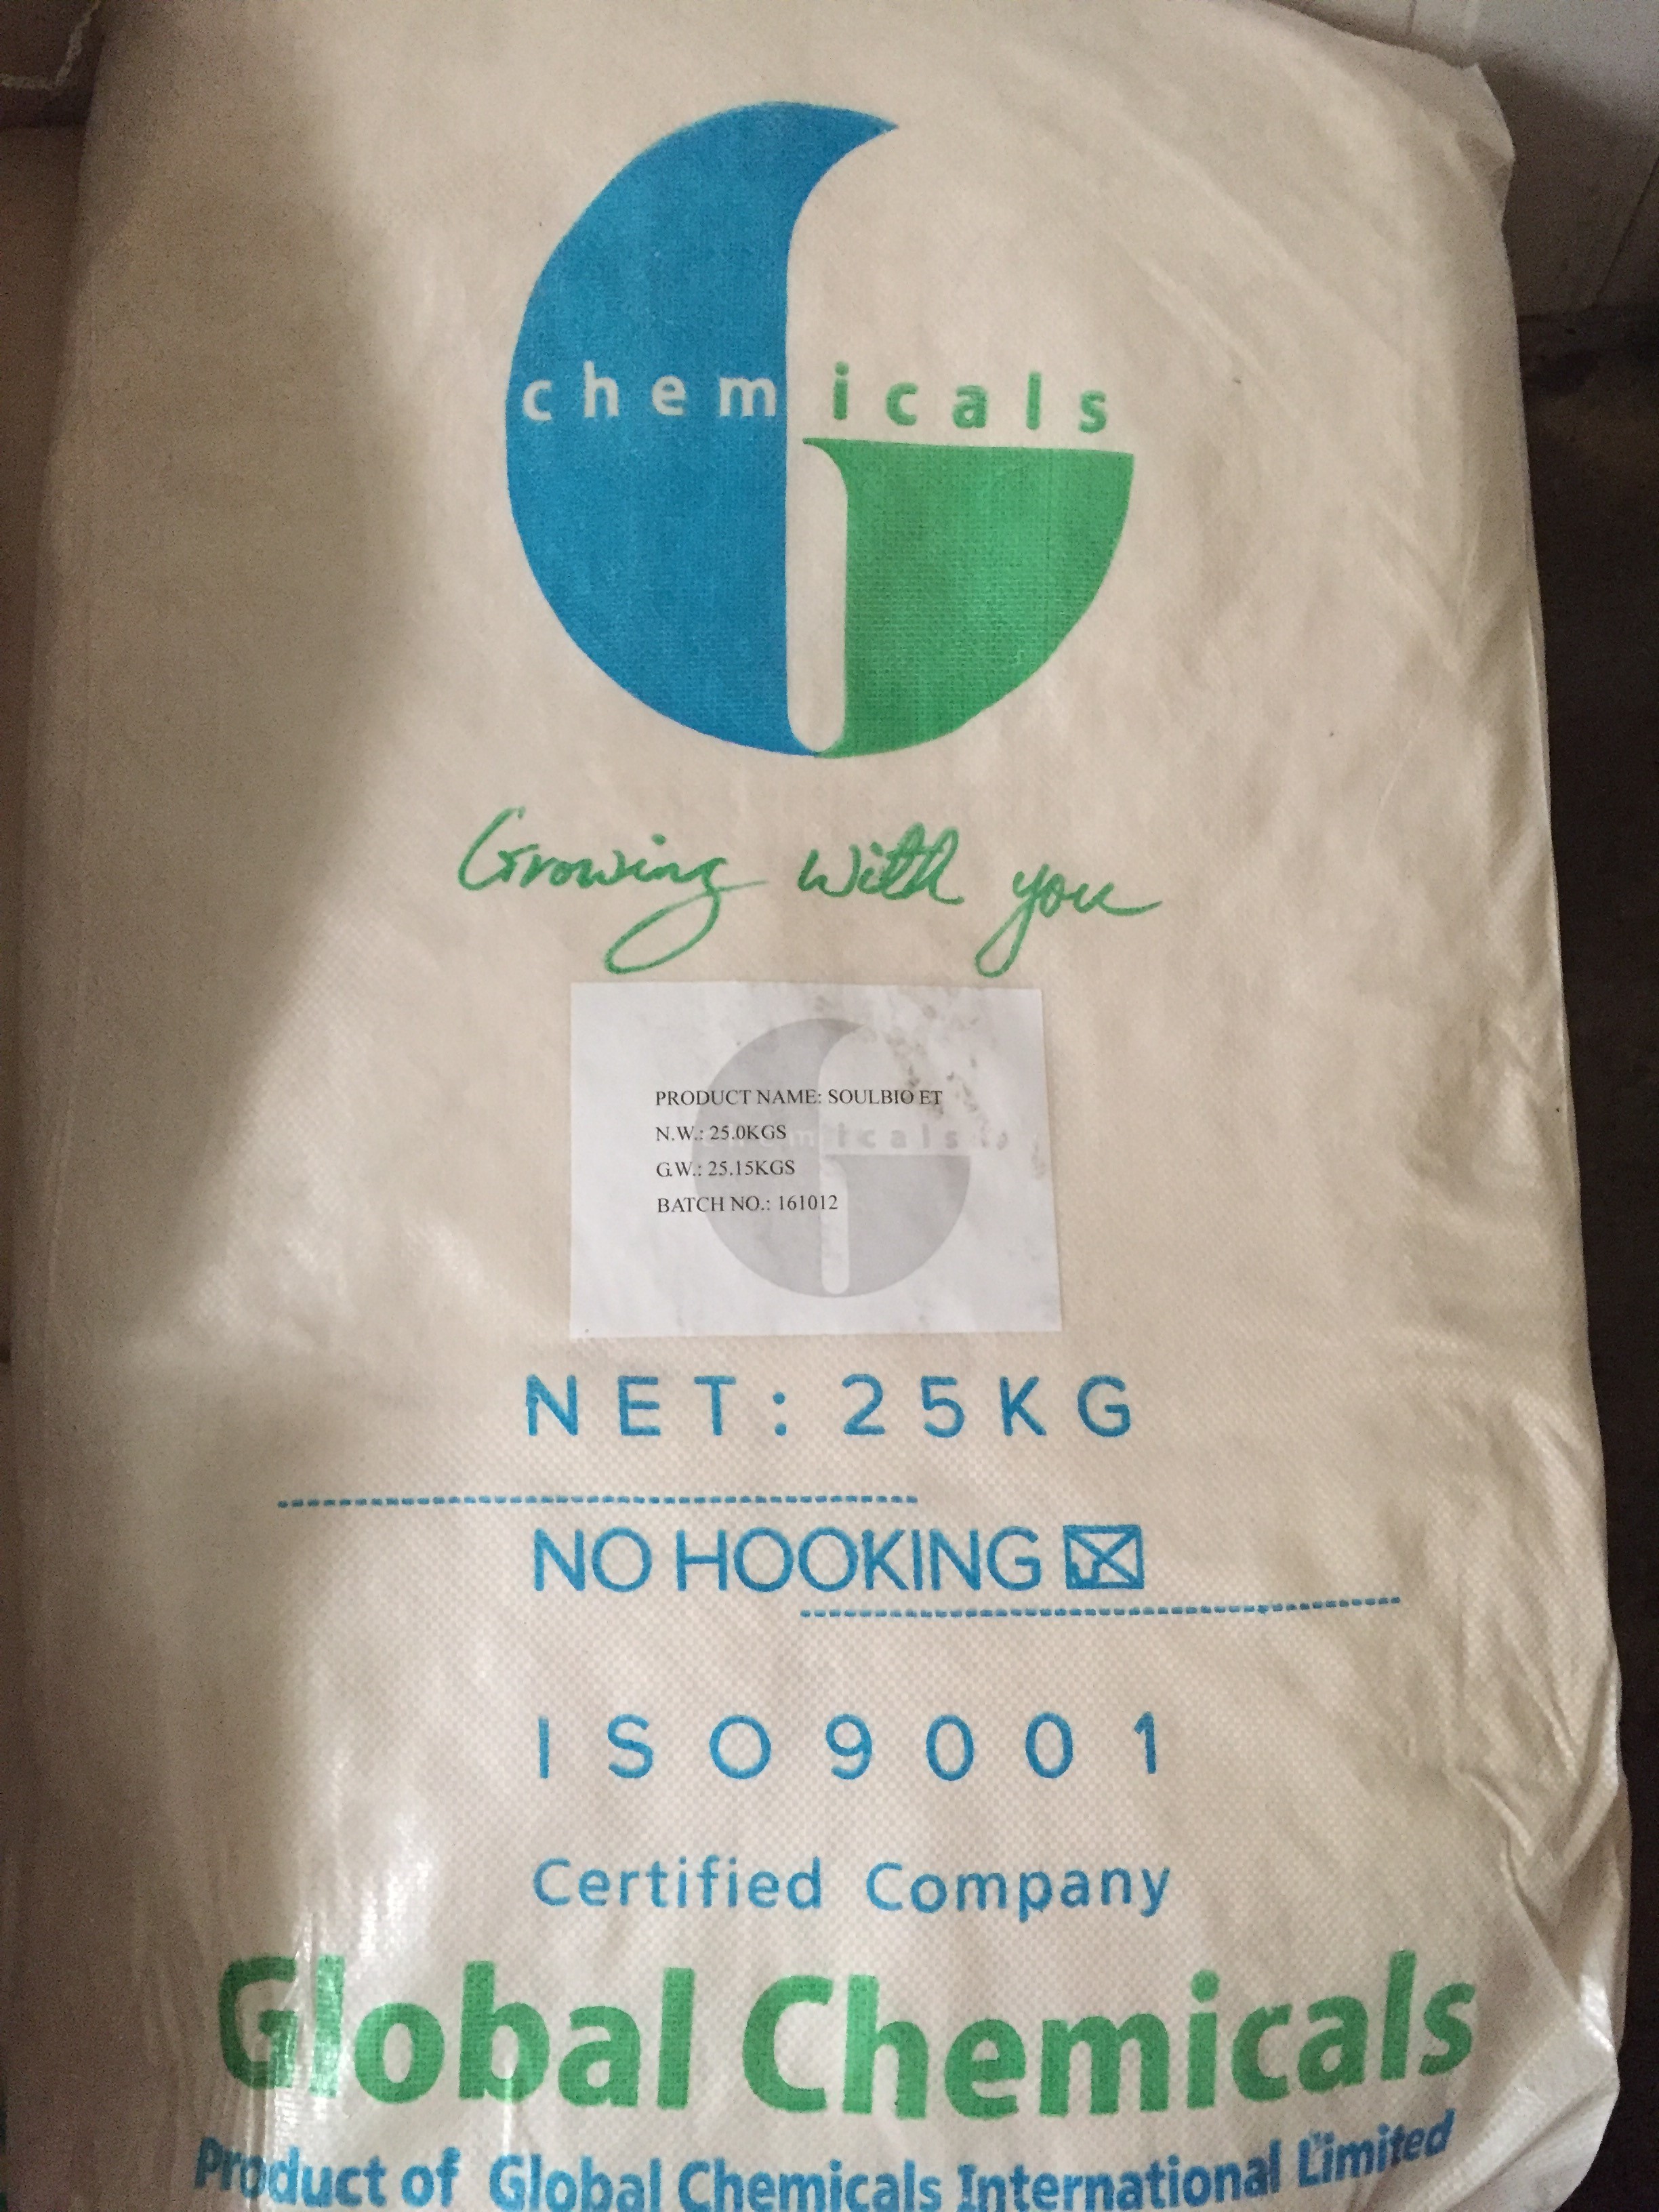 chemicals
Growing with you
PRODUCT NAME: SOULBIO ET
N.W.: 25.0KGS
G.W.: 25.15KGS
BATCH NO.: 161012
NET: 25KG
NO HOOKING
ISO9001
Certified Company
Global Chemicals
Product of Global Chemicals International Limited